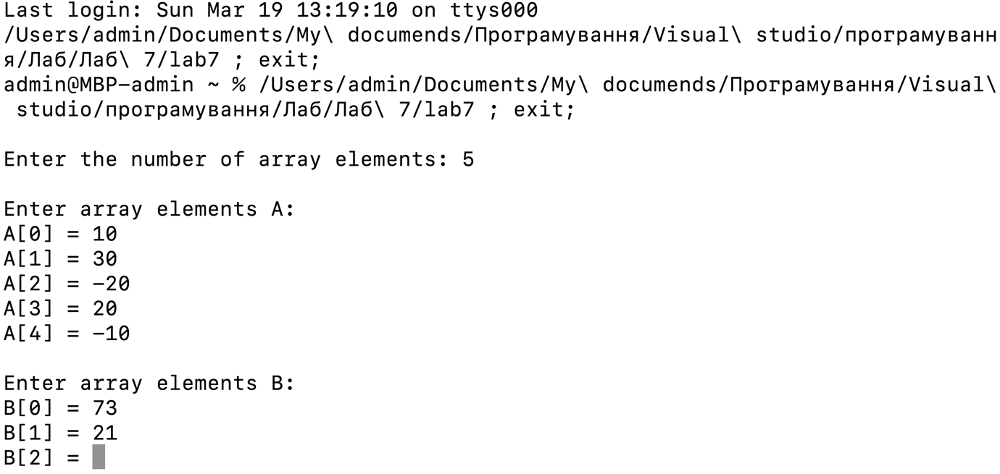 Last login: Sun Mar 19 13:19:10 on ttys000
/Users/admin/Documents/My\ documends/Програмування/Visual\ studio/програмуванн
я/Лаб/Лаб\ 7/lab7 ; exit;
admin@MBP-admin ~ % /Users/admin/Documents/My\ documends/Програмування/Visual\
 studio/програмування/Лаб/Лаб\ 7/lab7 ; exit;
Enter the number of array elements: 5
Enter array elements A:
A[0] = 10
A[1] = 30
A[2] = -20
A[3] = 20
A[4] = -10
Enter array elements B:
B[0] = 73
B[1] = 21
B[2] =